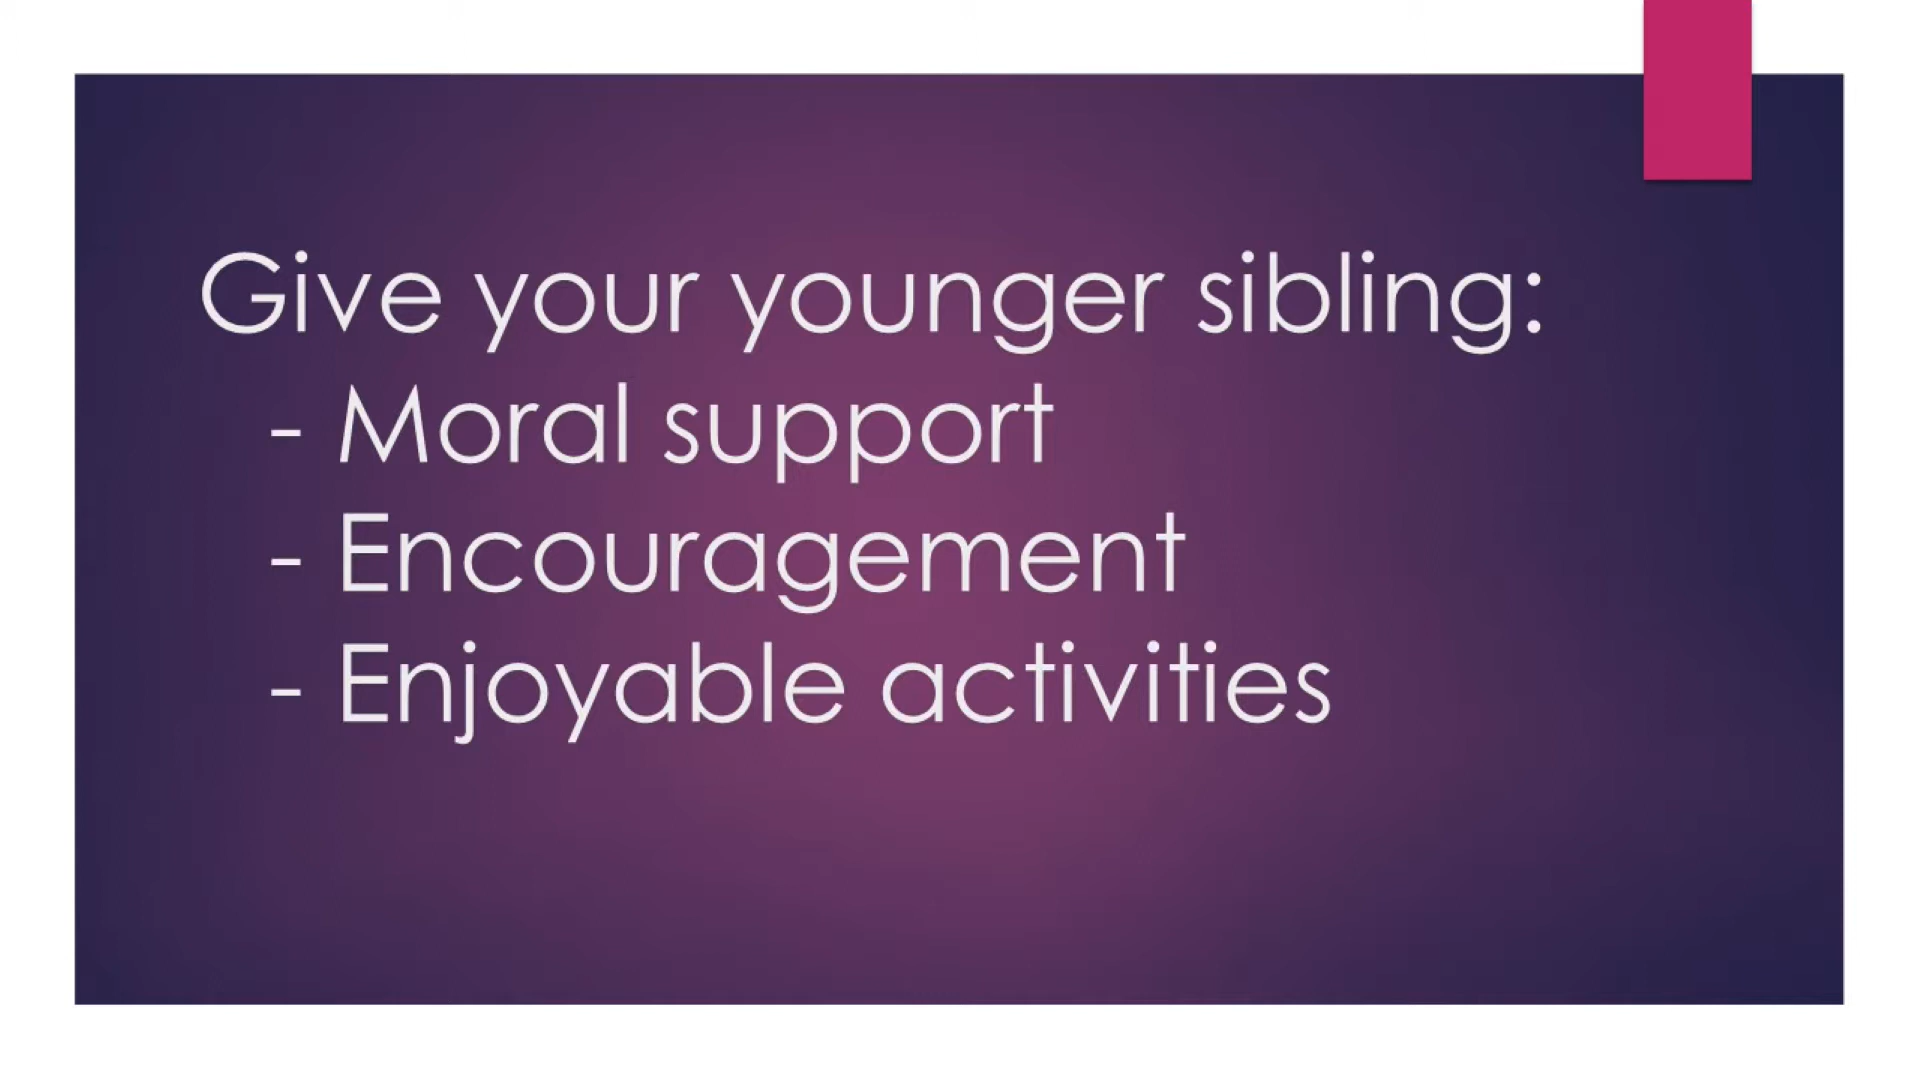 Give your younger sibling:
- Moral support
- Encouragement
- Enjoyable activities